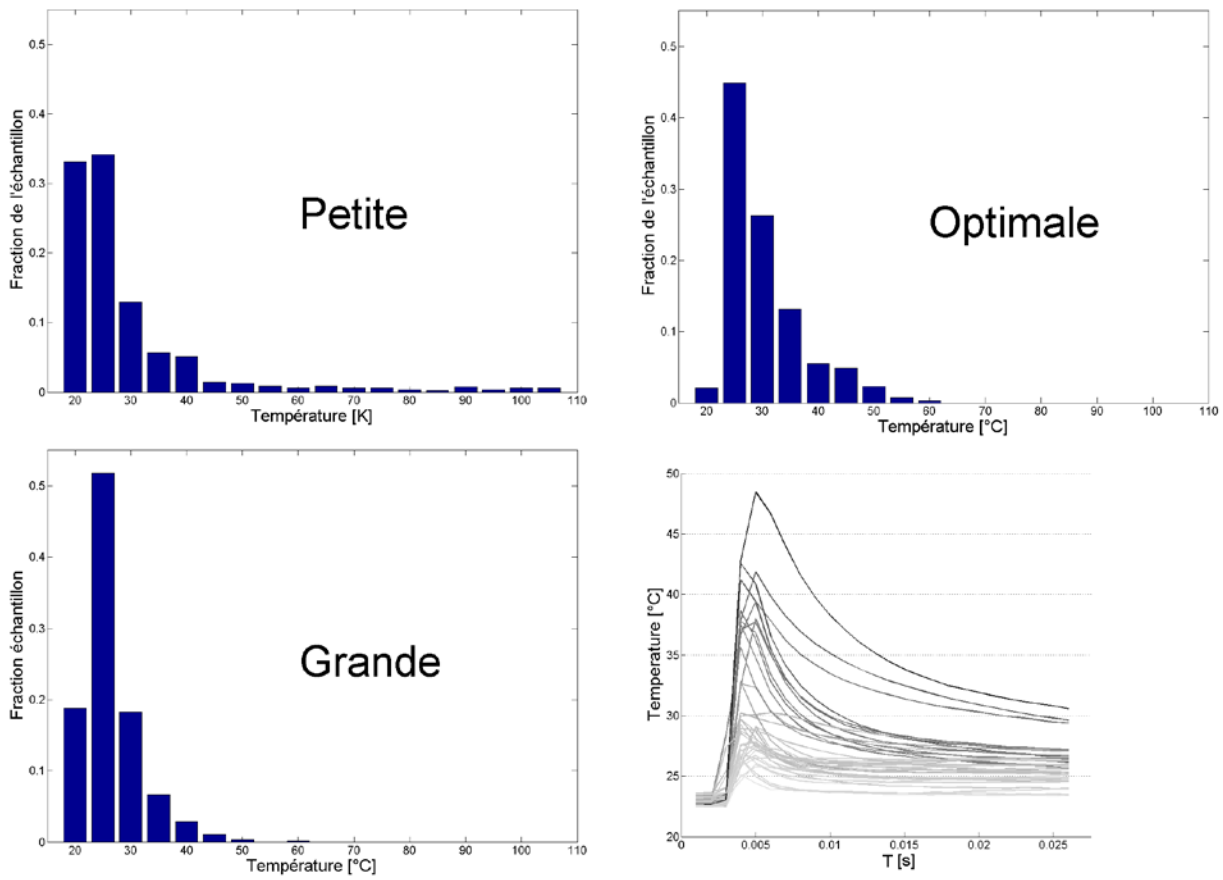 Fraction de l'échantillon
0.5
0.4
0.3
0.2
0.1
0
Petite
20 30 40 50 60 70 80 90 100 110
Température [K]
Fraction de l'échantillon
0.5
0.4
0.3
0.2
0.1
0
Optimale
20 30 40 50 60 70 80 90 100 110
Température [°C]
Fraction échantillon
0.5
0.4
0.3
0.2
0.1
0
Grande
20 30 40 50 60 70 80 90 100 110
Température [°C]
Temperature [°C]
50
45
40
35
30
25
20
0 0.005 0.01 0.015 0.02 0.025
T [s]